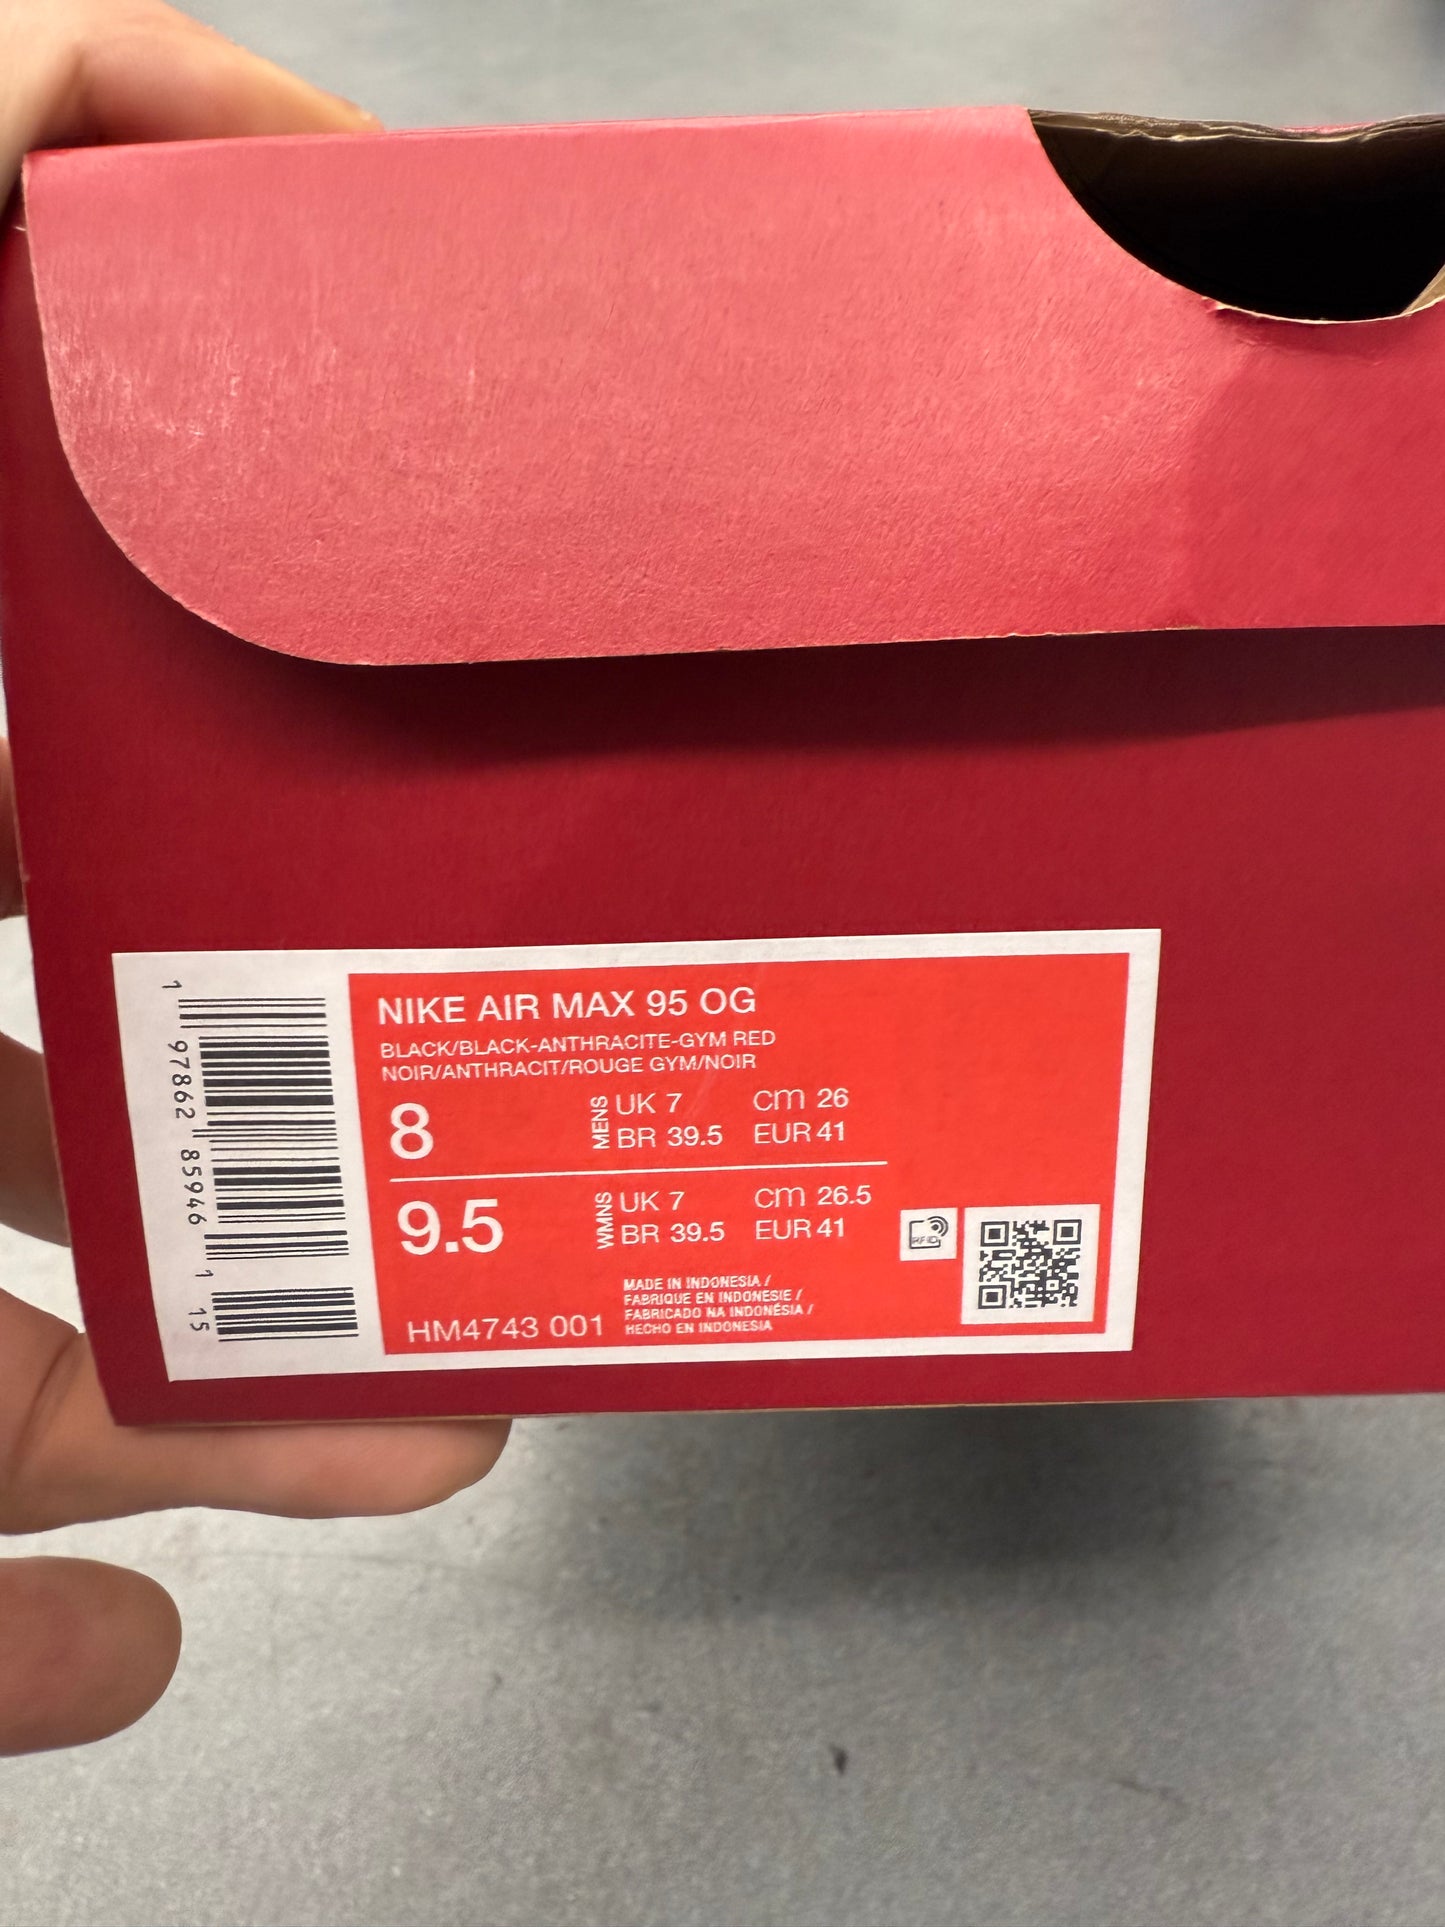 NIKE AIR MAX 95 OG
BLACK/BLACK-ANTHRACITE-GYM RED
NOIR/ANTHRACIT/ROUGE GYM/NOIR
8 MENS UK 7 cm 26
BR 39.5 EUR 41
9.5 WMNS UK 7 cm 26.5
BR 39.5 EUR 41
MADE IN INDONESIA /
FABRIQUE EN INDONESIE /
FABRICADO NA INDONÉSIA /
HECHO EN INDONESIA
HM4743 001
RFID
1 97862 85946 1 15